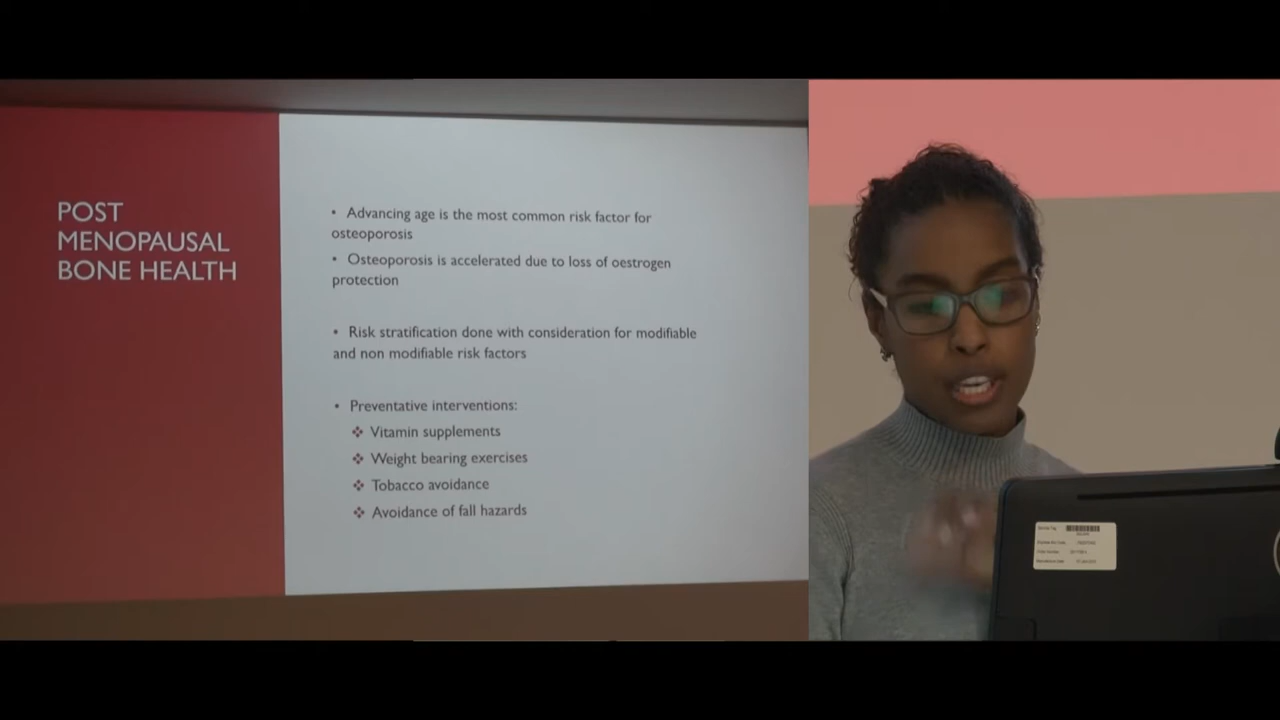 POST
MENOPAUSAL
BONE HEALTH
• Advancing age is the most common risk factor for
osteoporosis
• Osteoporosis is accelerated due to loss of oestrogen
protection
• Risk stratification done with consideration for modifiable
and non modifiable risk factors
• Preventative interventions:
❖ Vitamin supplements
❖ Weight bearing exercises
❖ Tobacco avoidance
❖ Avoidance of fall hazards